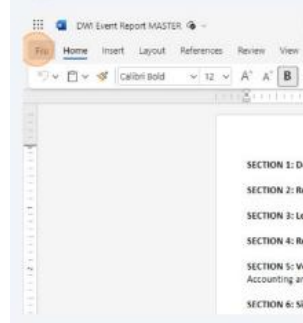 DWI Event Report MASTER
File Home Insert Layout References Review View
Calibri Bold 12 A A B
SECTION 1:
SECTION 2:
SECTION 3:
SECTION 4:
SECTION 5:
Accounting
SECTION 6: